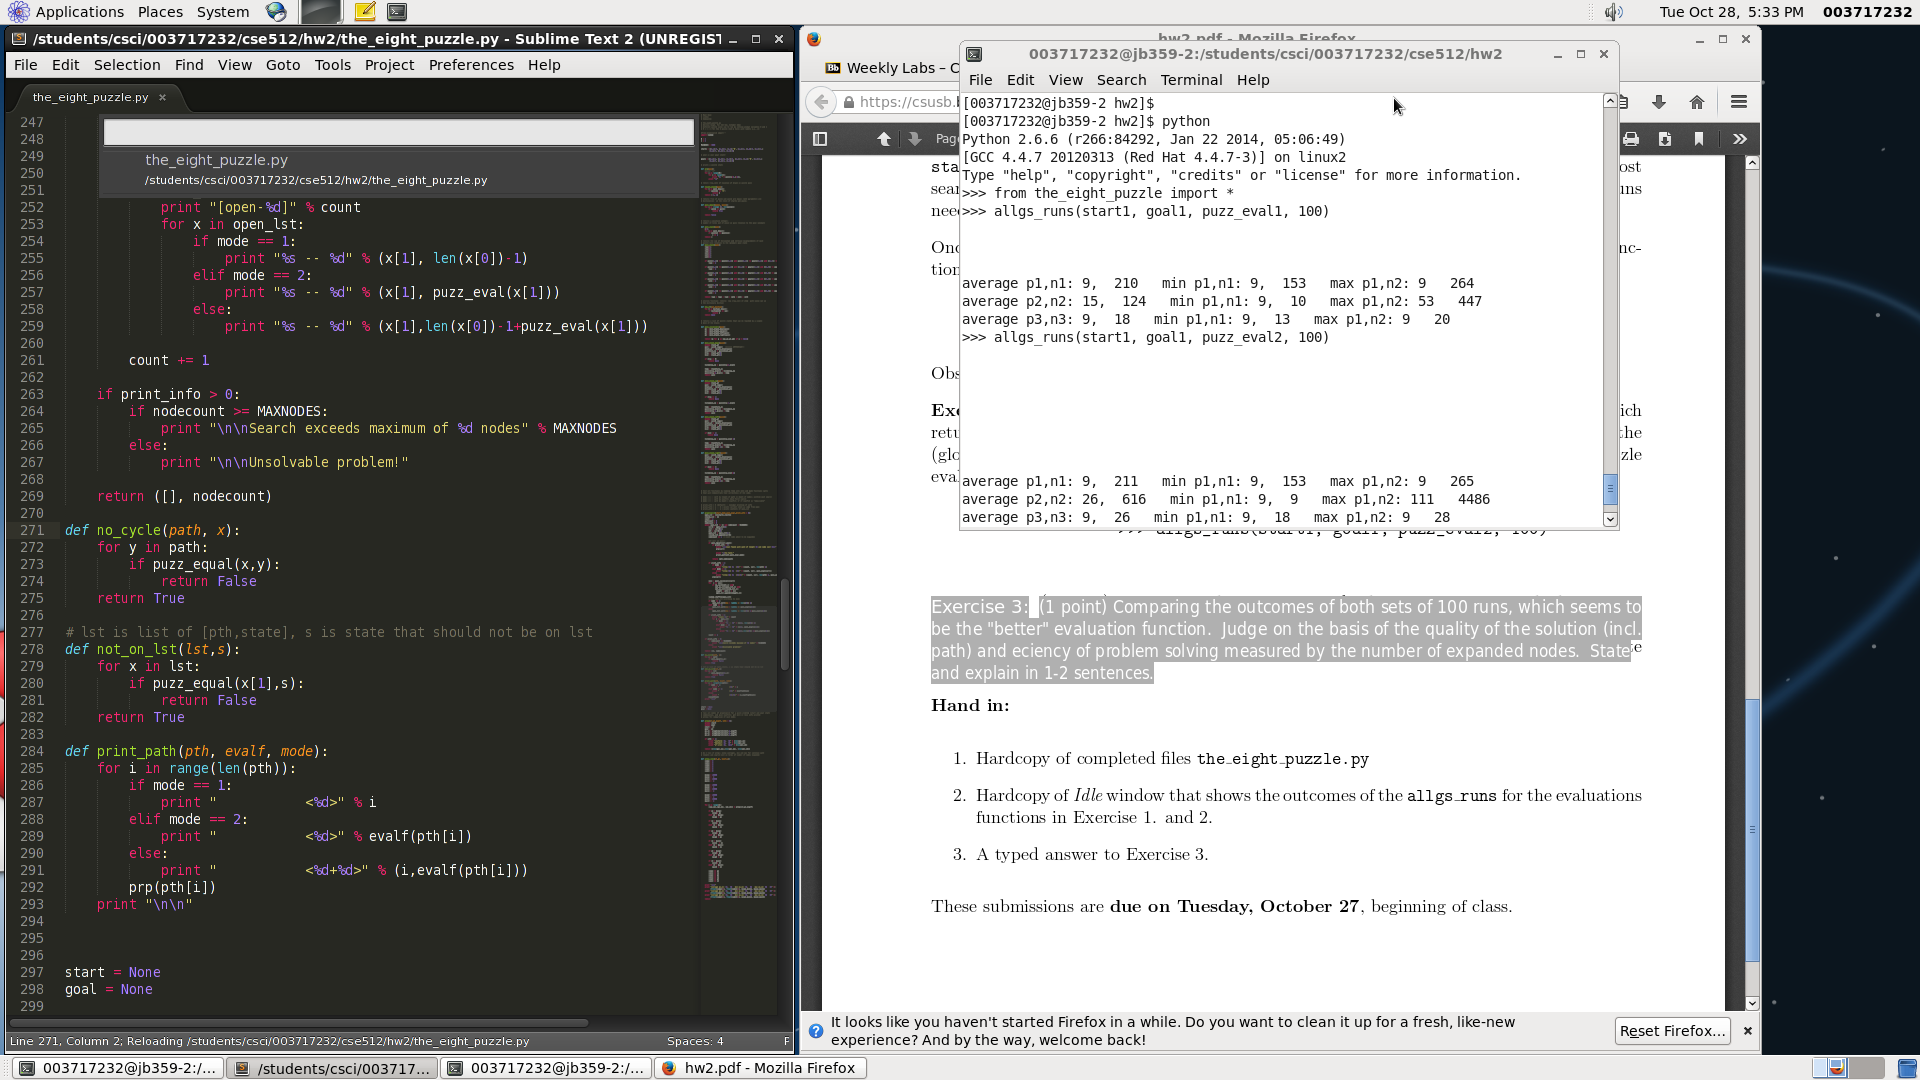 Applications Places System
Tue Oct 28, 5:33 PM 003717232
/students/csci/003717232/cse512/hw2/the_eight_puzzle.py - Sublime Text 2 (UNREGIST
File Edit Selection Find View Goto Tools Project Preferences Help
the_eight_puzzle.py ×
the_eight_puzzle.py
/students/csci/003717232/cse512/hw2/the_eight_puzzle.py
247
248
249
250
251
252 print "[open-%d]" % count
253 for x in open_lst:
254 if mode == 1:
255 print "%s -- %d" % (x[1], len(x[0])-1)
256 elif mode == 2:
257 print "%s -- %d" % (x[1], puzz_eval(x[1]))
258 else:
259 print "%s -- %d" % (x[1],len(x[0])-1+puzz_eval(x[1]))
260
261 count += 1
262
263 if print_info > 0:
264 if nodecount >= MAXNODES:
265 print "\n\nSearch exceeds maximum of %d nodes" % MAXNODES
266 else:
267 print "\n\nUnsolvable problem!"
268
269 return ([], nodecount)
270
271 def no_cycle(path, x):
272 for y in path:
273 if puzz_equal(x,y):
274 return False
275 return True
276
277 # lst is list of [pth,state], s is state that should not be on lst
278 def not_on_lst(lst,s):
279 for x in lst:
280 if puzz_equal(x[1],s):
281 return False
282 return True
283
284 def print_path(pth, evalf, mode):
285 for i in range(len(pth)):
286 if mode == 1:
287 print " <%d>" % i
288 elif mode == 2:
289 print " <%d>" % evalf(pth[i])
290 else:
291 print " <%d+%d>" % (i,evalf(pth[i]))
292 prp(pth[i])
293 print "\n\n"
294
295
296
297 start = None
298 goal = None
299
Line 271, Column 2; Reloading /students/csci/003717232/cse512/hw2/the_eight_puzzle.py Spaces: 4 P
hw2.pdf - Mozilla Firefox
Bb Weekly Labs – C
https://csusb.b
Pag
003717232@jb359-2:/students/csci/003717232/cse512/hw2
File Edit View Search Terminal Help
[003717232@jb359-2 hw2]$
[003717232@jb359-2 hw2]$ python
Python 2.6.6 (r266:84292, Jan 22 2014, 05:06:49)
[GCC 4.4.7 20120313 (Red Hat 4.4.7-3)] on linux2
Type "help", "copyright", "credits" or "license" for more information.
>>> from the_eight_puzzle import *
>>> allgs_runs(start1, goal1, puzz_eval1, 100)
average p1,n1: 9, 210 min p1,n1: 9, 153 max p1,n2: 9 264
average p2,n2: 15, 124 min p1,n1: 9, 10 max p1,n2: 53 447
average p3,n3: 9, 18 min p1,n1: 9, 13 max p1,n2: 9 20
>>> allgs_runs(start1, goal1, puzz_eval2, 100)
average p1,n1: 9, 211 min p1,n1: 9, 153 max p1,n2: 9 265
average p2,n2: 26, 616 min p1,n1: 9, 9 max p1,n2: 111 4486
average p3,n3: 9, 26 min p1,n1: 9, 18 max p1,n2: 9 28
>>> allgs_runs(start1, goal1, puzz_eval2, 100)
Exercise 3: (1 point) Comparing the outcomes of both sets of 100 runs, which seems to
be the "better" evaluation function. Judge on the basis of the quality of the solution (incl.
path) and eciency of problem solving measured by the number of expanded nodes. State
and explain in 1-2 sentences.
Hand in:
1. Hardcopy of completed files the_eight_puzzle.py
2. Hardcopy of Idle window that shows the outcomes of the allgs_runs for the evaluations
functions in Exercise 1. and 2.
3. A typed answer to Exercise 3.
These submissions are due on Tuesday, October 27, beginning of class.
It looks like you haven't started Firefox in a while. Do you want to clean it up for a fresh, like-new
experience? And by the way, welcome back!
Reset Firefox...
003717232@jb359-2:/... /students/csci/003717... 003717232@jb359-2:/... hw2.pdf - Mozilla Firefox